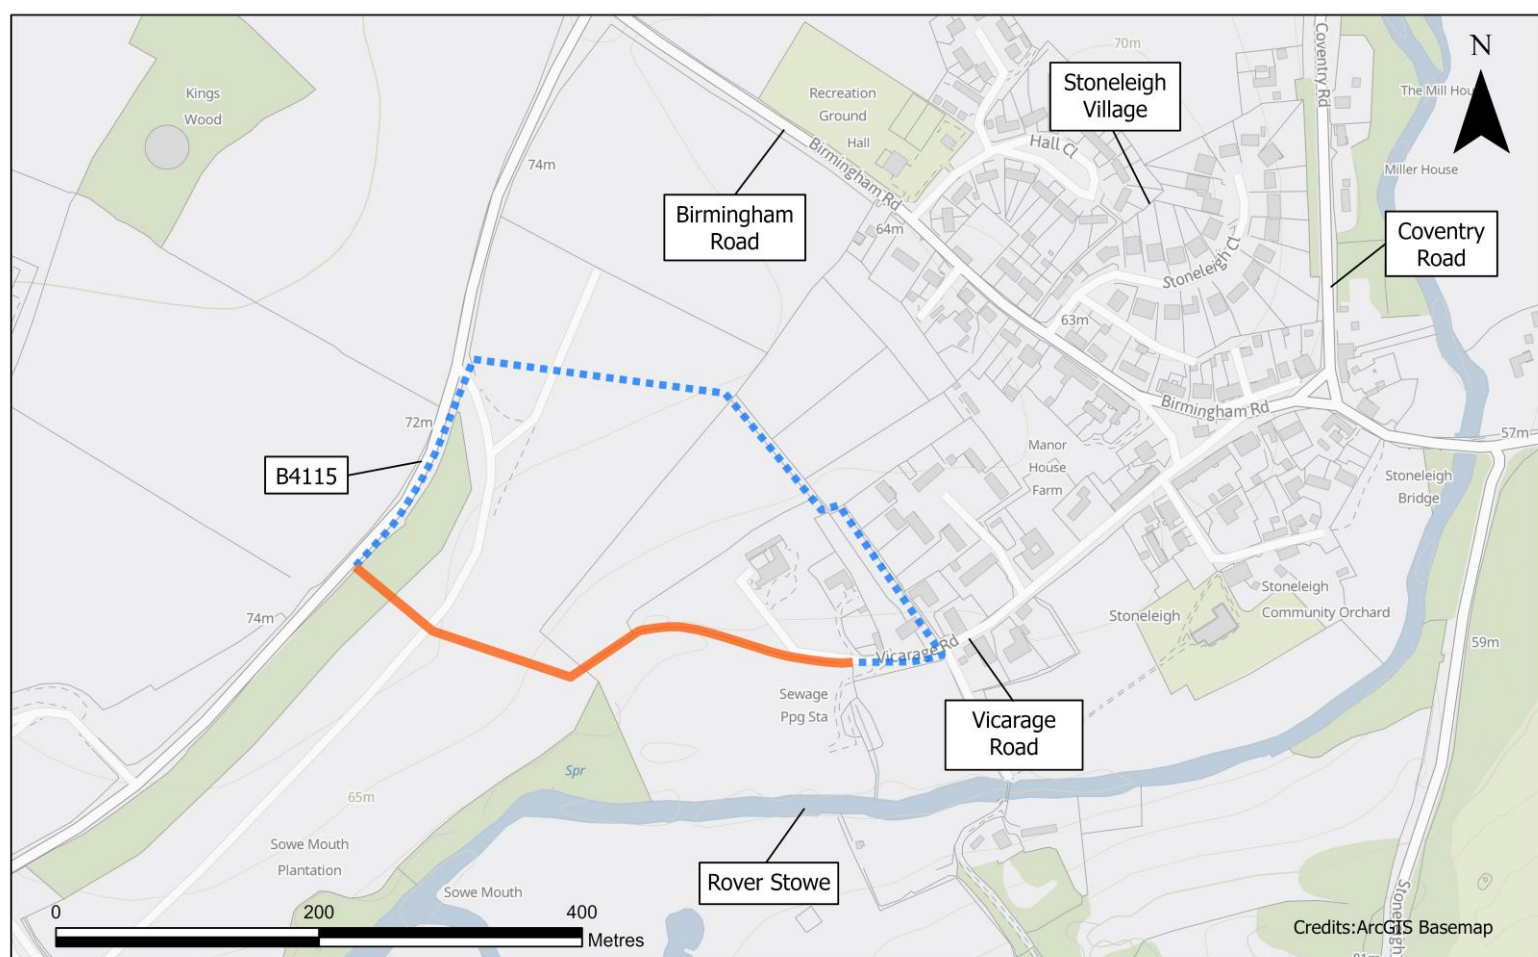 Kings
Wood
74m
Recreation
Ground
Hall
Birmingham Rd
Birmingham
Road
64m
70m
Hall Cl
Stoneleigh
Village
Stoneleigh Cl
63m
Coventry Rd
The Mill Hou
Miller House
N
Coventry
Road
72m
B4115
74m
Birmingham Rd
57m
Manor
House
Farm
Stoneleigh
Bridge
Stoneleigh
Stoneleigh
Community Orchard
59m
Vicarage Rd
Vicarage
Road
Sewage
Ppg Sta
Spr
65m
Sowe Mouth
Plantation
Sowe Mouth
Rover Stowe
Stoneleigh
81m
0 200 400
Metres
Credits:ArcGIS Basemap